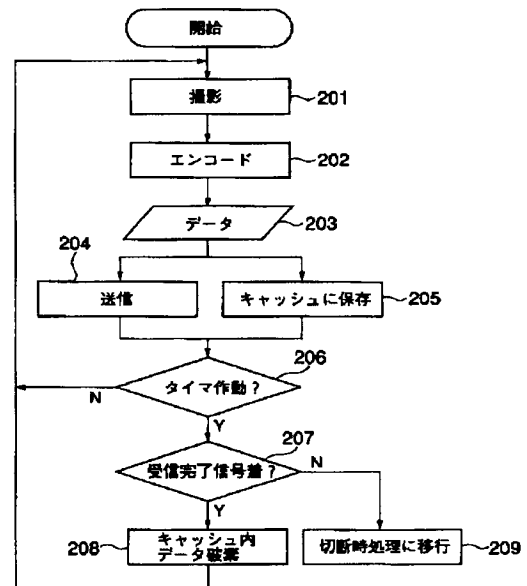 開給
撮影
201
エンコード
202
データ
203
204
送信
キャッシュに保存
205
206
タイマ作動？
N
Y
207
受信完了信号着？
N
Y
208
キャッシュ内
データ破棄
切断時処理に移行
209